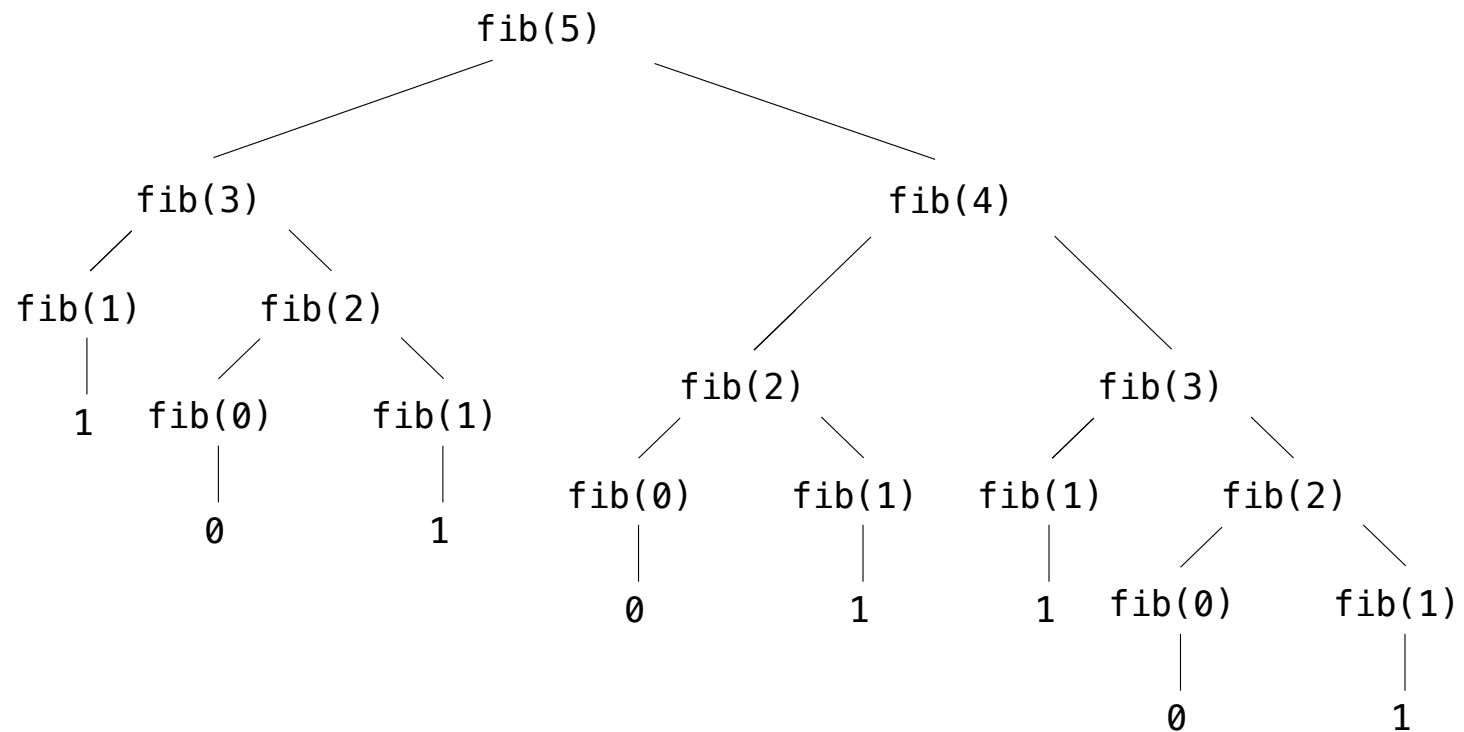 fib(5)
fib(3) fib(4)
fib(1) fib(2)
fib(2) fib(3)
1 fib(0) fib(1)
fib(0) fib(1) fib(1) fib(2)
0 1
0 1 1 fib(0) fib(1)
0 1